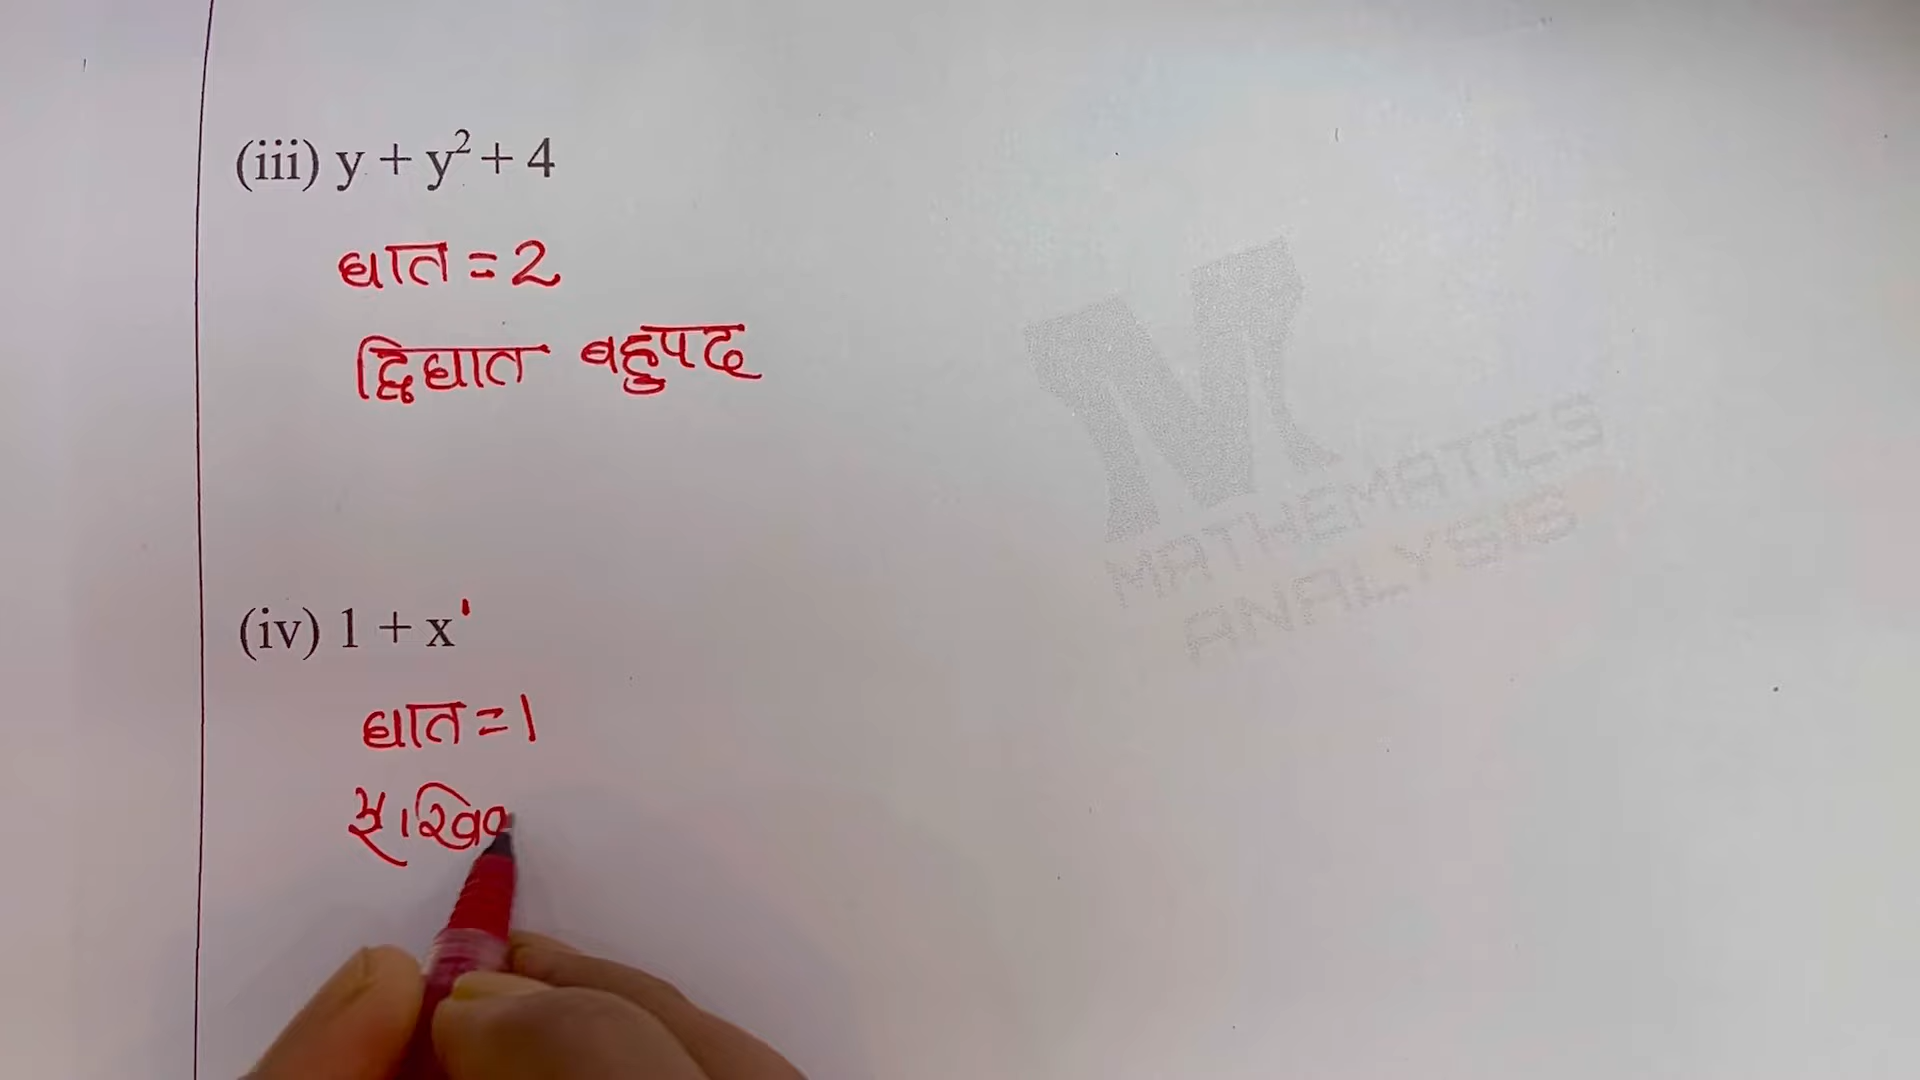 (iii) y + y² + 4
घात = 2
द्विघात बहुपद
(iv) 1 + x¹
घात = 1
MATHEMATICS
ANALYSIS